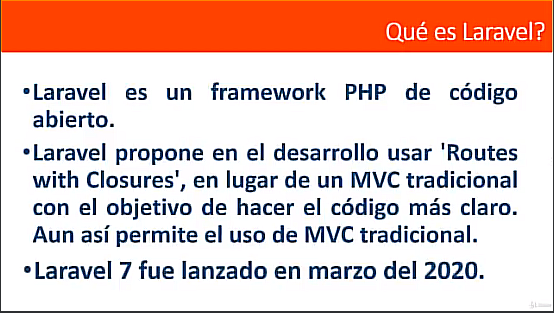 Qué es Laravel?
•Laravel es un framework PHP de código
abierto.
•Laravel propone en el desarrollo usar 'Routes
with Closures', en lugar de un MVC tradicional
con el objetivo de hacer el código más claro.
Aun así permite el uso de MVC tradicional.
•Laravel 7 fue lanzado en marzo del 2020.